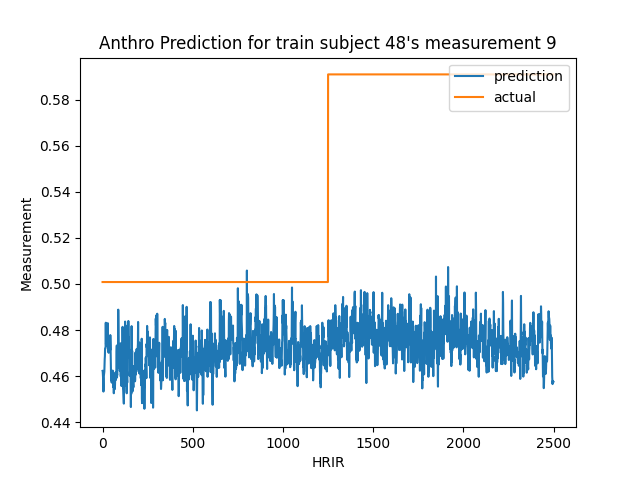 Anthro Prediction for train subject 48's measurement 9
prediction
actual
0.58
0.56
0.54
0.52
0.50
0.48
0.46
0.44
Measurement
0
500
1000
1500
2000
2500
HRIR